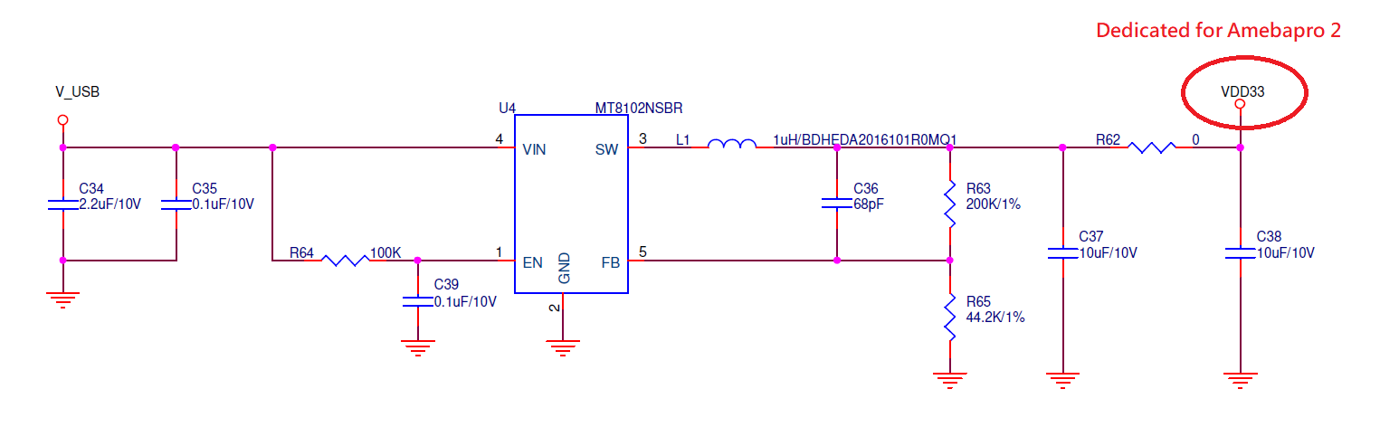 Dedicated for Amebapro 2
V_USB
VDD33
U4
MT8102NSBR
4
VIN
SW
3
L1
1uH/BDHEDA2016101R0MQ1
R62
0
C34
2.2uF/10V
C35
0.1uF/10V
C36
68pF
R63
200K/1%
C37
10uF/10V
C38
10uF/10V
R64
100K
1
EN
GND
FB
5
2
C39
0.1uF/10V
R65
44.2K/1%